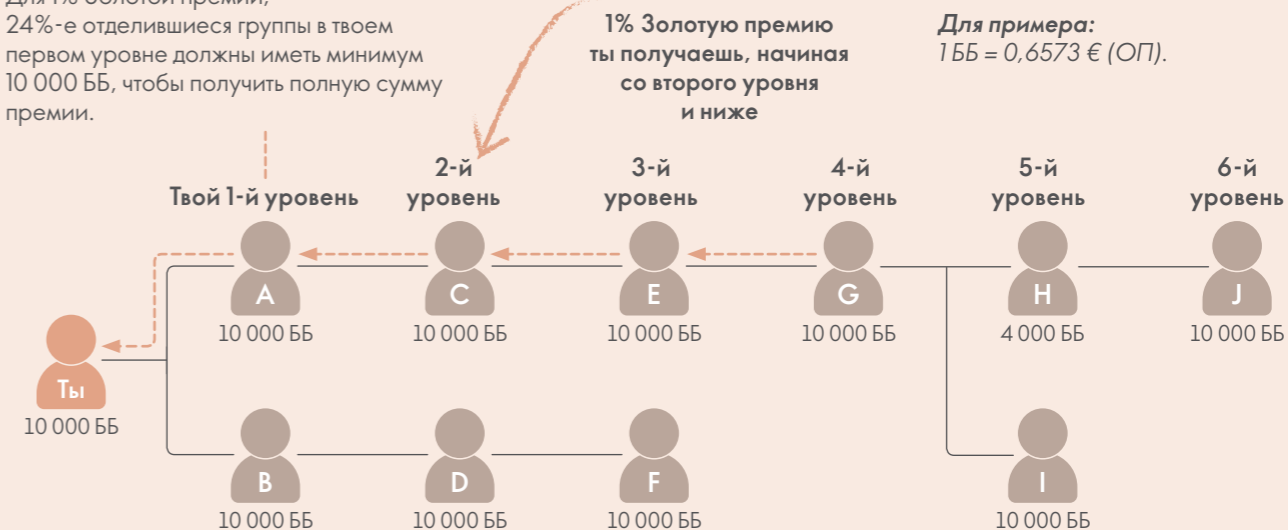 Для 1% Золотой премии,
24%-е отделившиеся группы в твоем
первом уровне должны иметь минимум
10 000 ББ, чтобы получить полную сумму
премии.
1% Золотую премию
ты получаешь, начиная
со второго уровня
и ниже
Для примера:
1 ББ = 0,6573 € (ОП).
Твой 1-й уровень
2-й
уровень
3-й
уровень
4-й
уровень
5-й
уровень
6-й
уровень
A
10 000 ББ
C
10 000 ББ
E
10 000 ББ
G
10 000 ББ
H
4 000 ББ
J
10 000 ББ
Ты
10 000 ББ
B
10 000 ББ
D
10 000 ББ
F
10 000 ББ
I
10 000 ББ